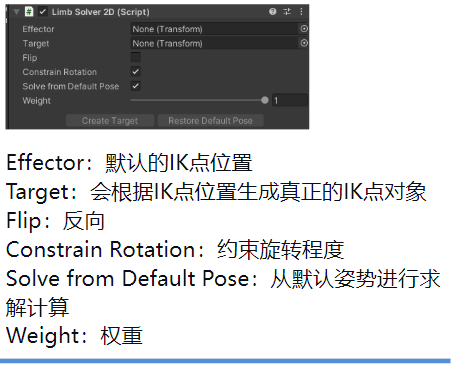 Limb Solver 2D (Script)
Effector None (Transform)
Target None (Transform)
Flip
Constrain Rotation
Solve from Default Pose
Weight 1
Create Target Restore Default Pose
Effector：默认的IK点位置
Target：会根据IK点位置生成真正的IK点对象
Flip：反向
Constrain Rotation：约束旋转程度
Solve from Default Pose：从默认姿势进行求
解计算
Weight：权重